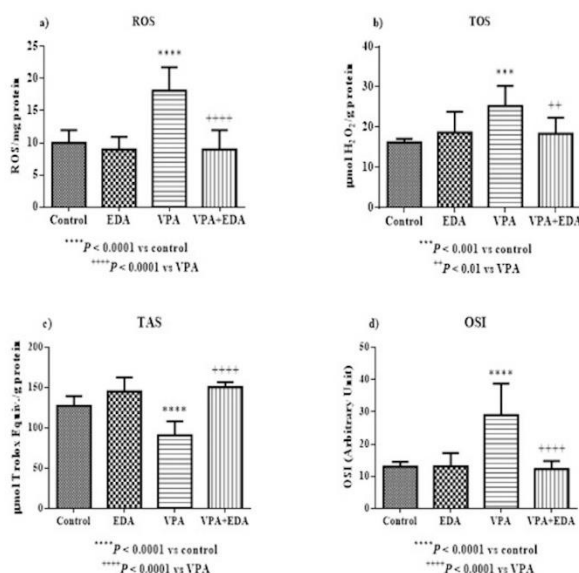 a) ROS
ROS/mg protein
25
20
15
10
5
0
****
++++
Control EDA VPA VPA+EDA
****P < 0.0001 vs control
++++P < 0.0001 vs VPA
b) TOS
µmol H2O2/g protein
40
30
20
10
0
***
++
Control EDA VPA VPA+EDA
***P < 0.001 vs control
++P < 0.01 vs VPA
c) TAS
µmol Trolox Equiv./g protein
200
150
100
50
0
****
++++
Control EDA VPA VPA+EDA
****P < 0.0001 vs control
++++P < 0.0001 vs VPA
d) OSI
OSI (Arbitrary Unit)
50
40
30
20
10
0
****
++++
Control EDA VPA VPA+EDA
****P < 0.0001 vs control
++++P < 0.0001 vs VPA